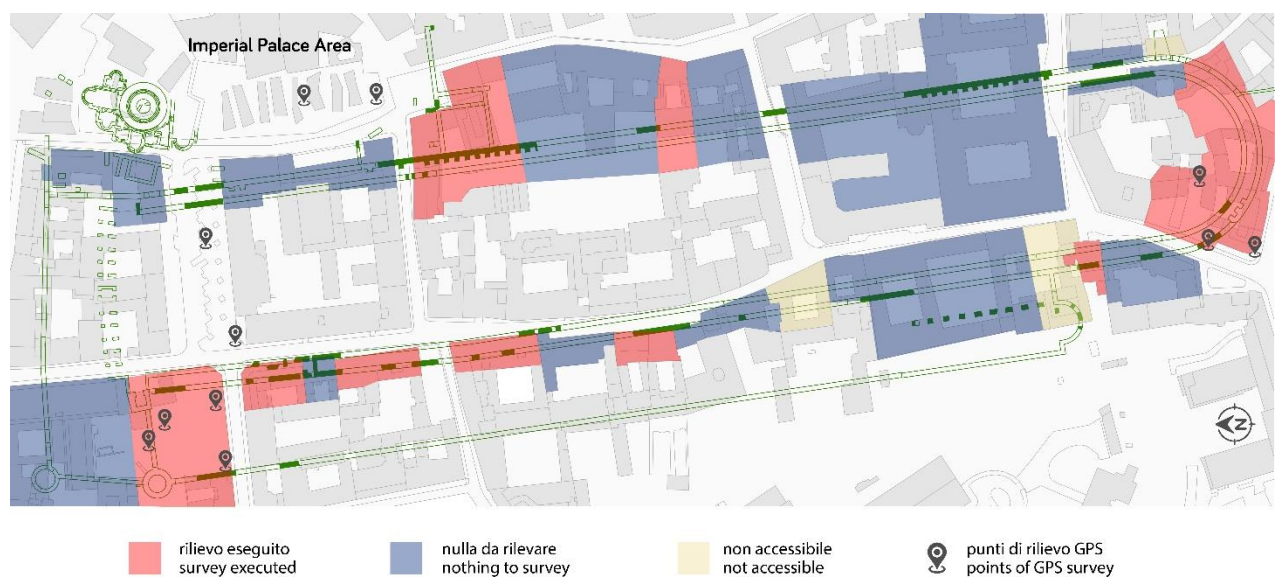 Imperial Palace Area
N
rilievo eseguito
survey executed
nulla da rilevare
nothing to survey
non accessibile
not accessible
punti di rilievo GPS
points of GPS survey